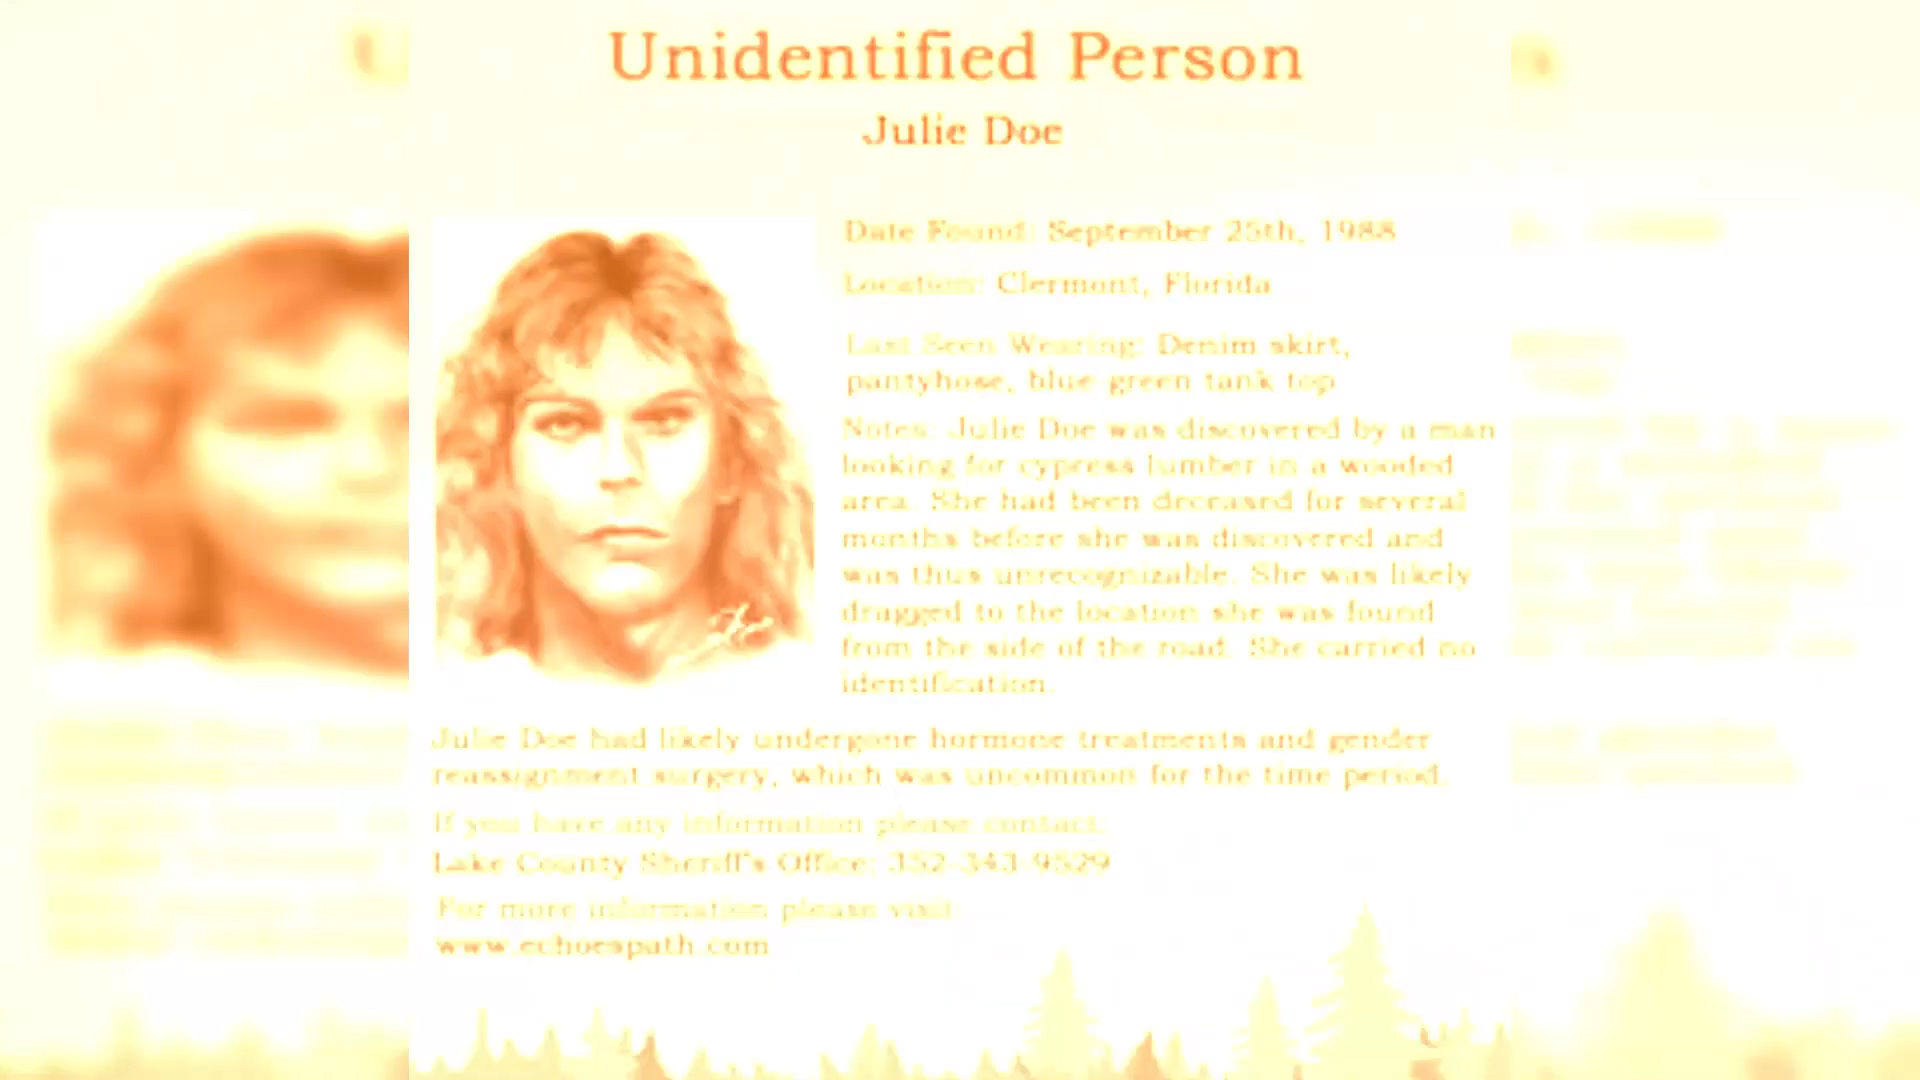 Unidentified Person
Julie Doe
Date Found: September 25th, 1988
Location: Clermont, Florida
Last Seen Wearing: Denim skirt,
pantyhose, blue-green tank top
Notes: Julie Doe was discovered by a man
looking for cypress lumber in a wooded
area. She had been deceased for several
months before she was discovered and
was thus unrecognizable. She was likely
dragged to the location she was found
from the side of the road. She carried no
identification.
Julie Doe had likely undergone hormone treatments and gender
reassignment surgery, which was uncommon for the time period.
If you have any information please contact:
Lake County Sheriff's Office: 352-343-9529
For more information please visit
www.echoespath.com